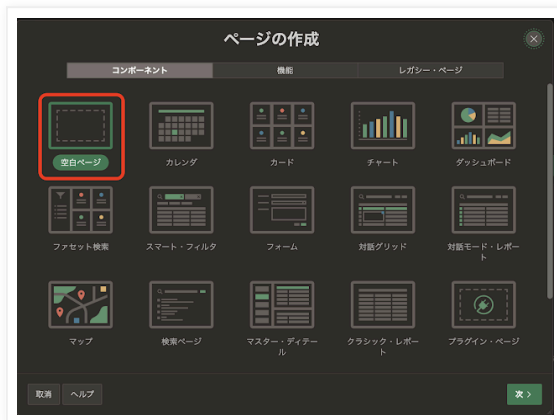 ページの作成
コンポーネント
機能
レガシー・ページ
空白ページ
カレンダ
カード
チャート
ダッシュボード
ファセット検索
スマート・フィルタ
フォーム
対話グリッド
対話モード・レポー
ト
マップ
検索ページ
マスター・ディテー
ル
クラシック・レポー
ト
プラグイン・ページ
取消
ヘルプ
次